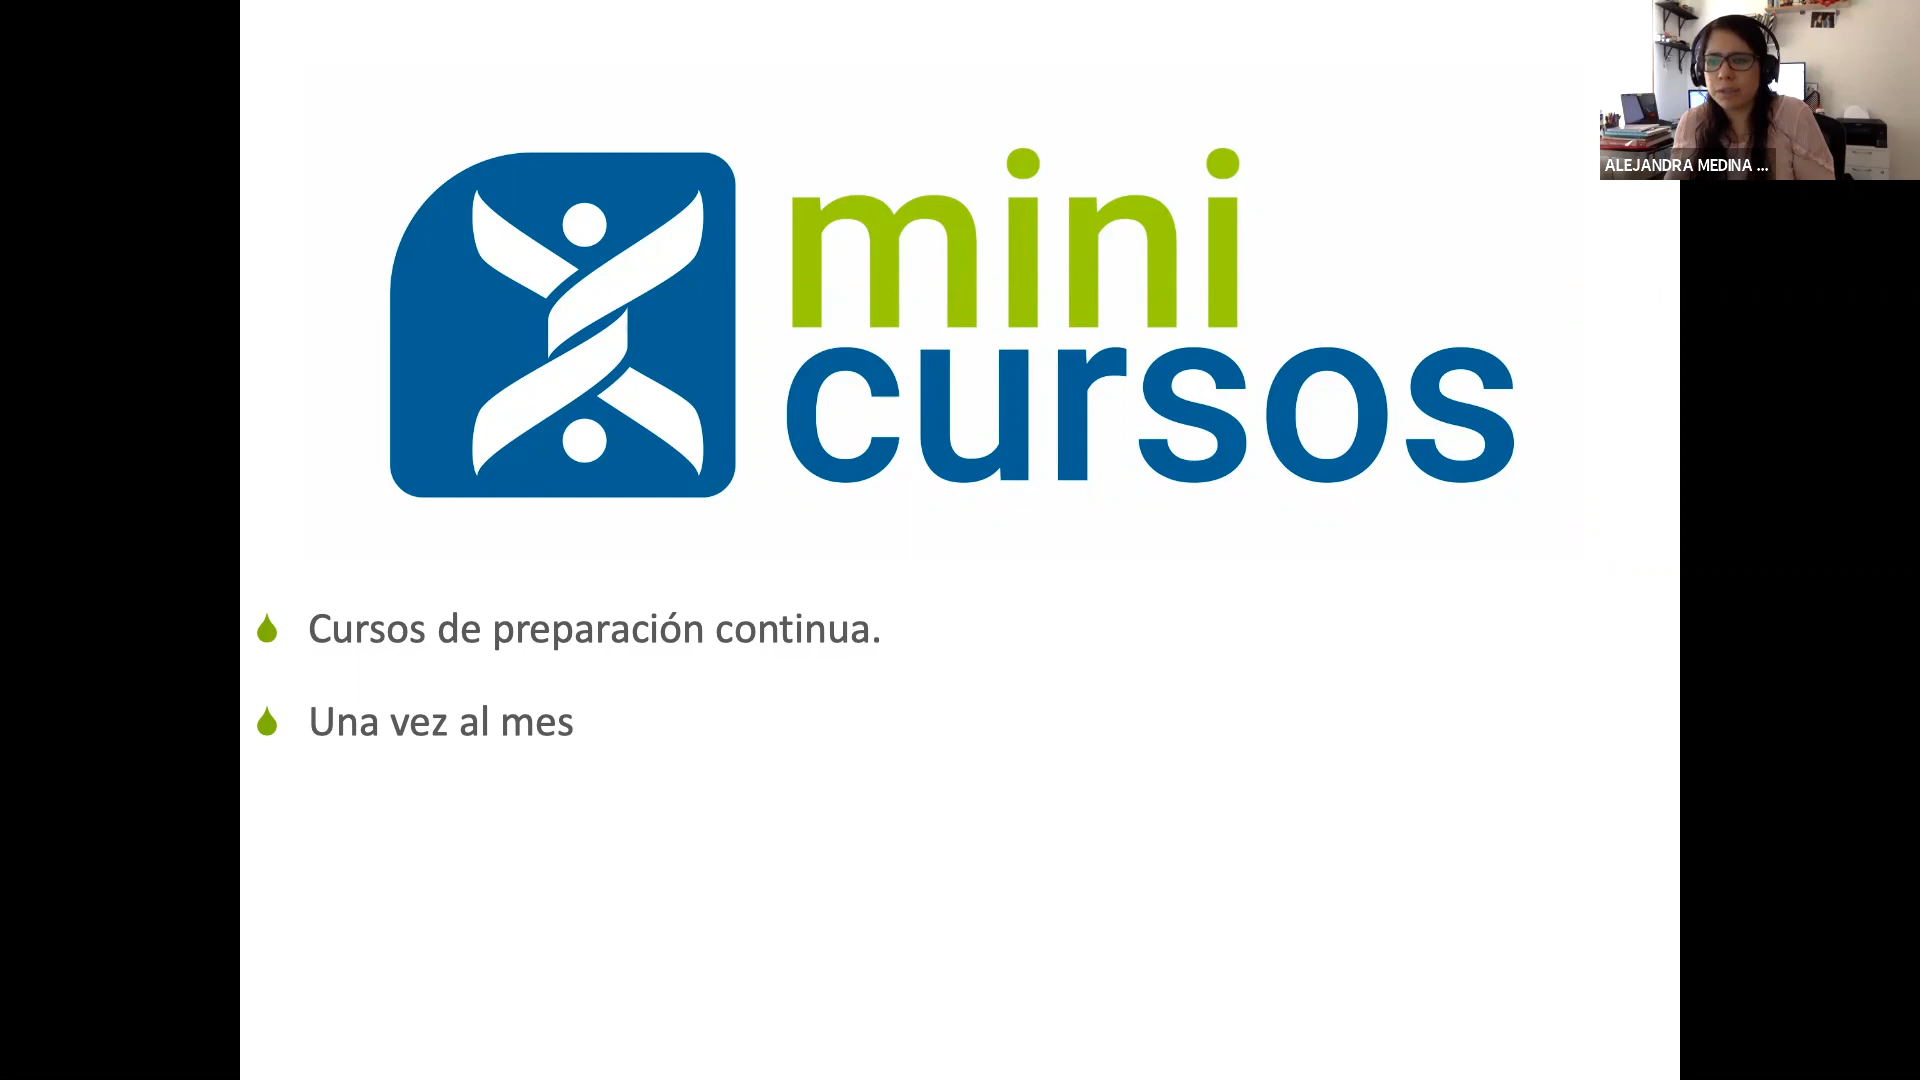 ALEJANDRA MEDINA ...
mini
cursos
Cursos de preparación continua.
Una vez al mes